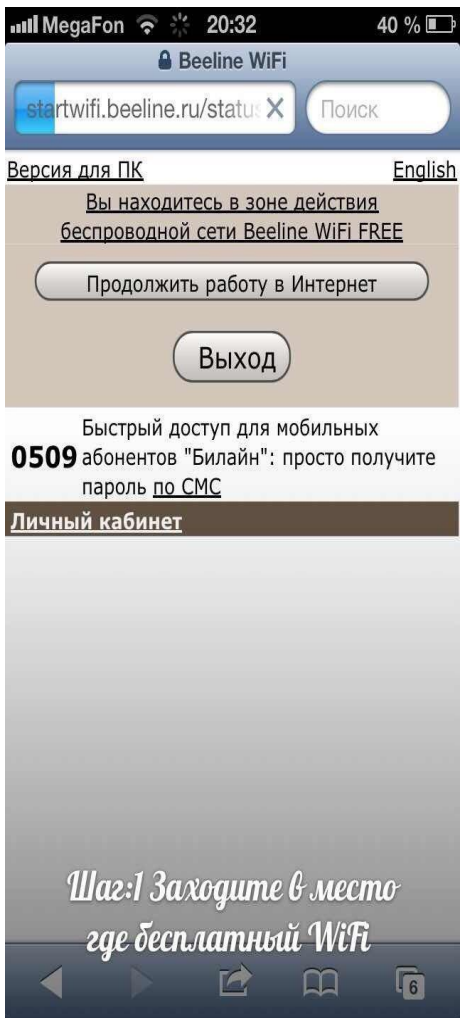 MegaFon 20:32 40 %
Beeline WiFi
startwifi.beeline.ru/status Поиск
Версия для ПК English
Вы находитесь в зоне действия
беспроводной сети Beeline WiFi FREE
Продолжить работу в Интернет
Выход
Быстрый доступ для мобильных
0509 абонентов "Билайн": просто получите
пароль по СМС
Личный кабинет
Шаг:1 Заходите в место
где бесплатный WiFi
6